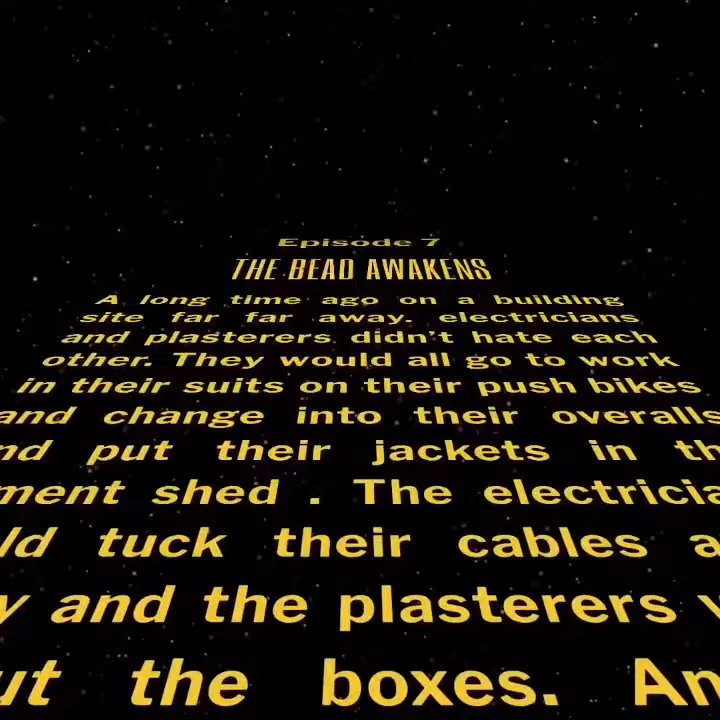 Episode 7
THE BEAD AWAKENS
A long time ago on a building
site far far away. electricians
and plasterers didn't hate each
other. They would all go to work
in their suits on their push bikes
and change into their overalls
put their jackets in
shed . The
tuck their cables
and the plasterers
the boxes.